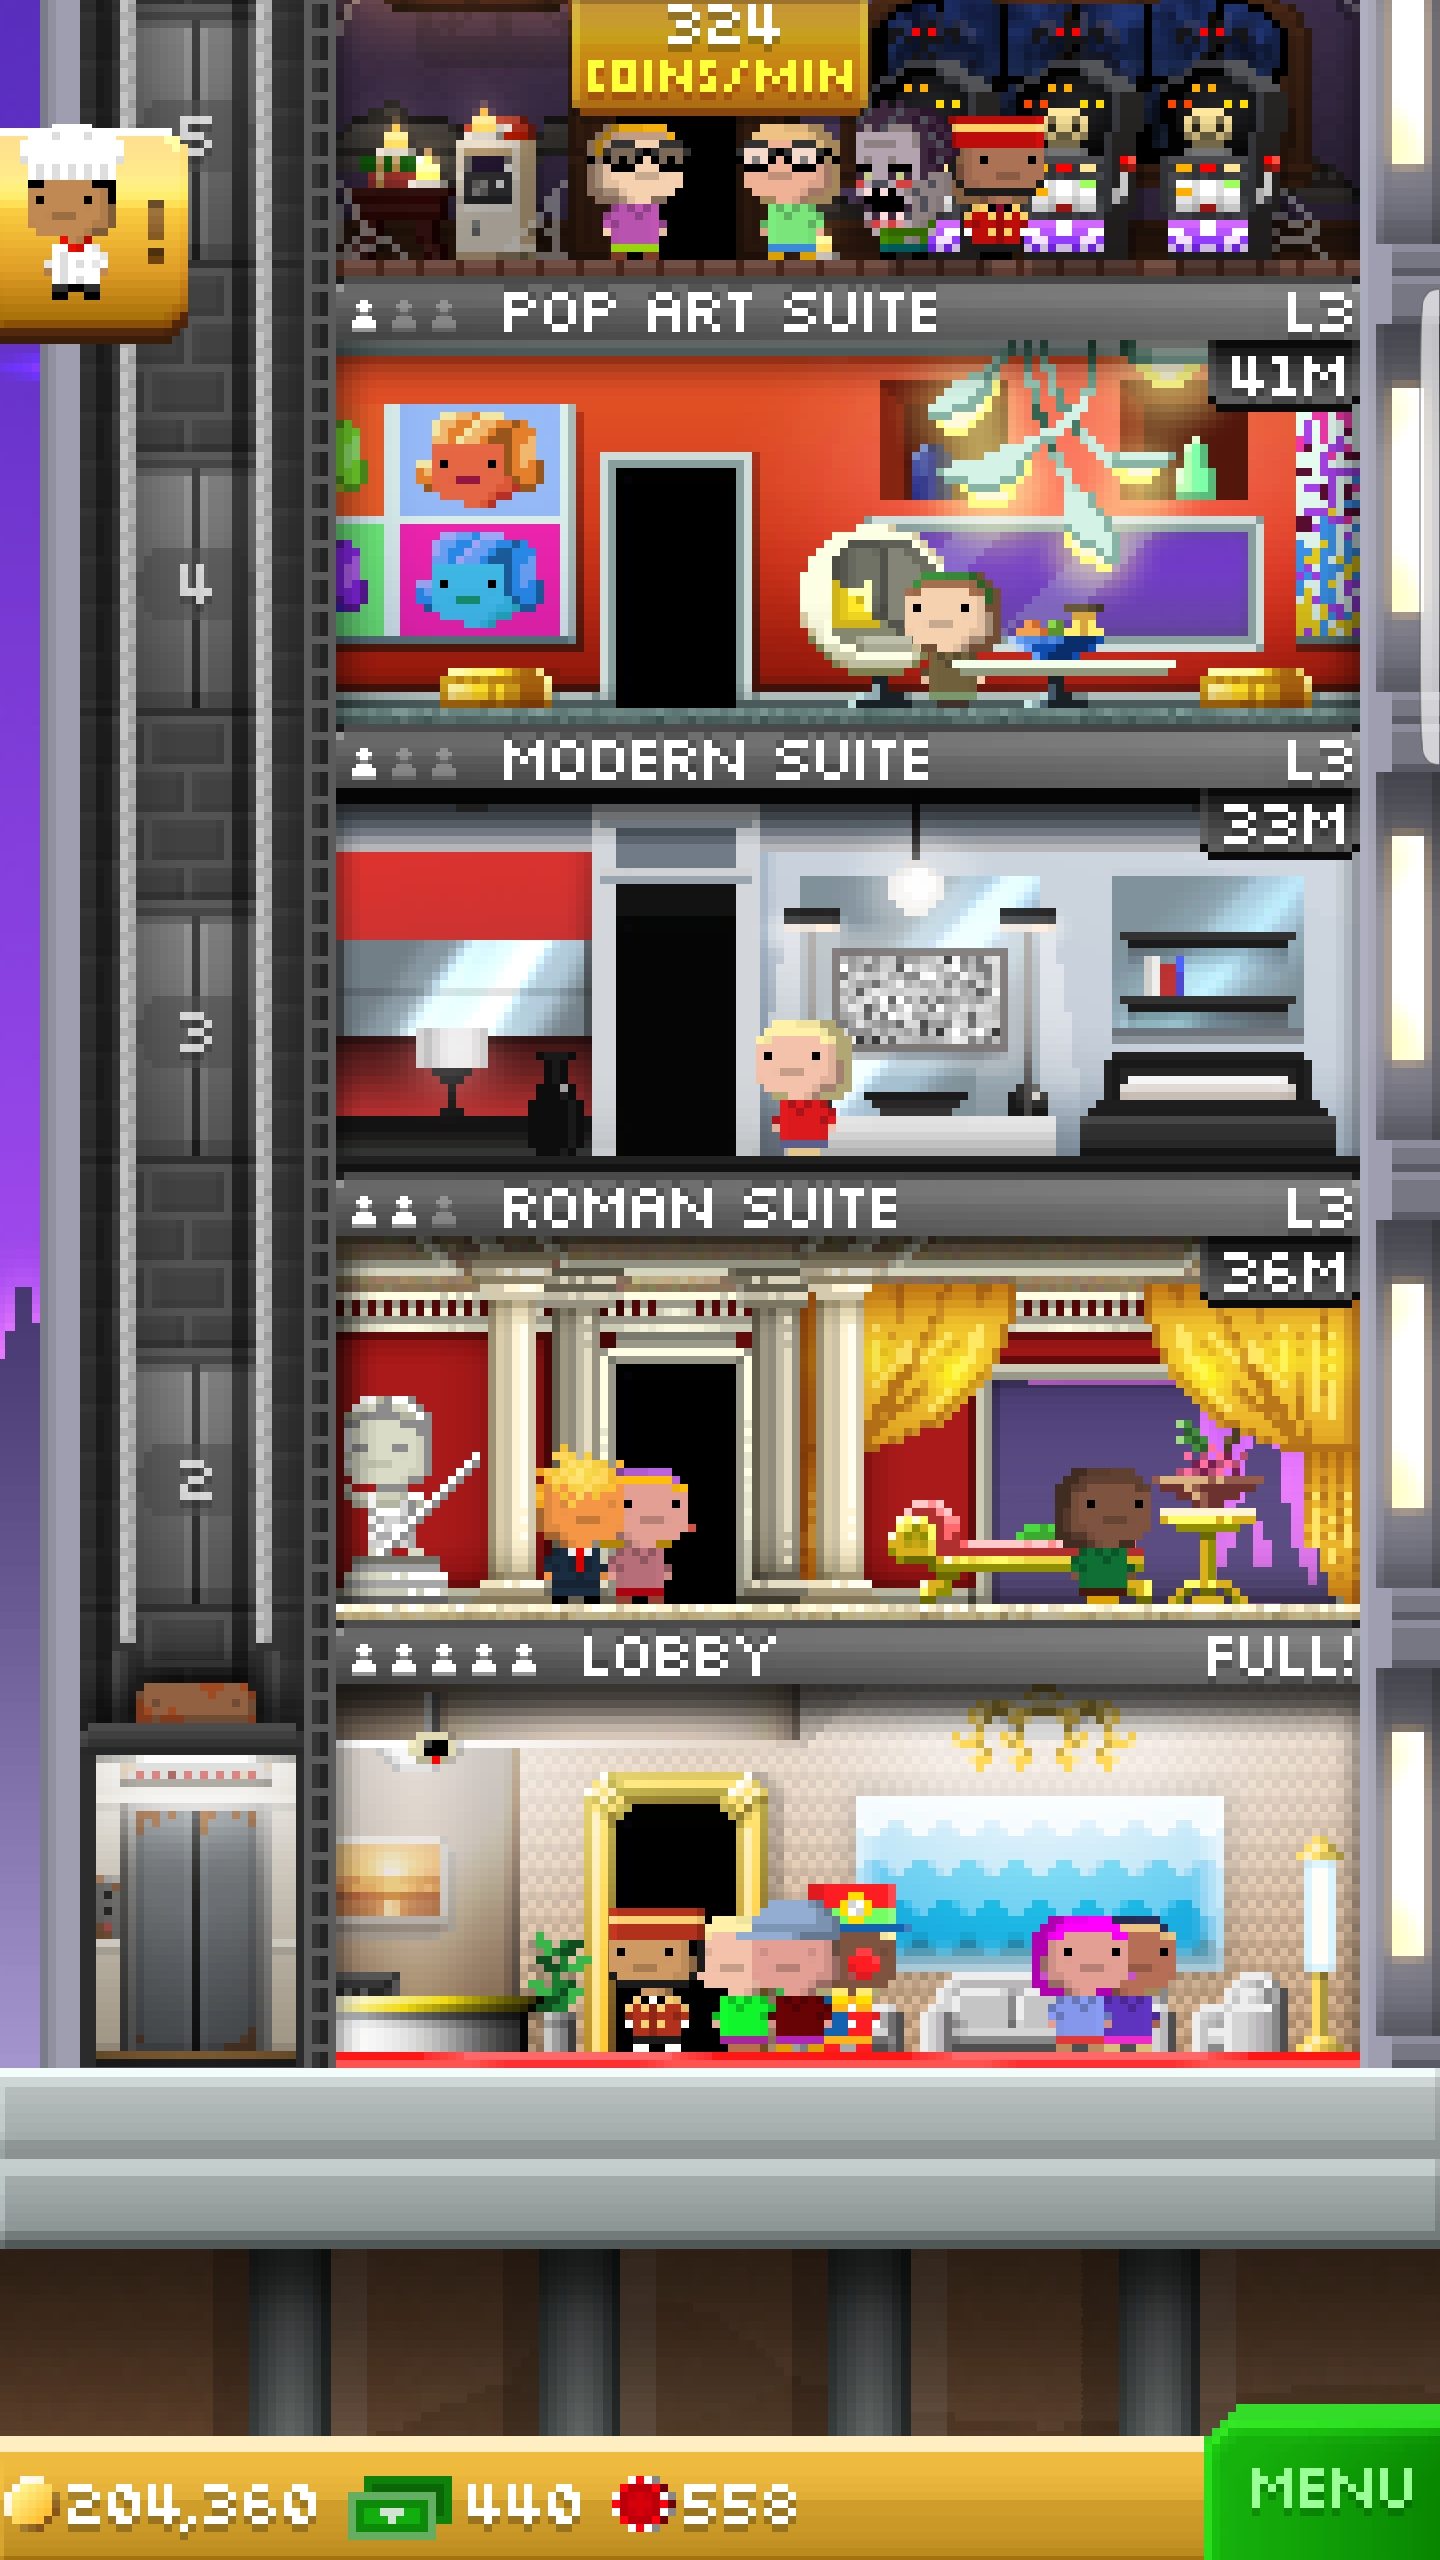 324
COINS/MIN
5
!
POP ART SUITE L3
41M
4
MODERN SUITE L3
33M
3
ROMAN SUITE L3
36M
2
LOBBY FULL!
204,360 440 558
MENU